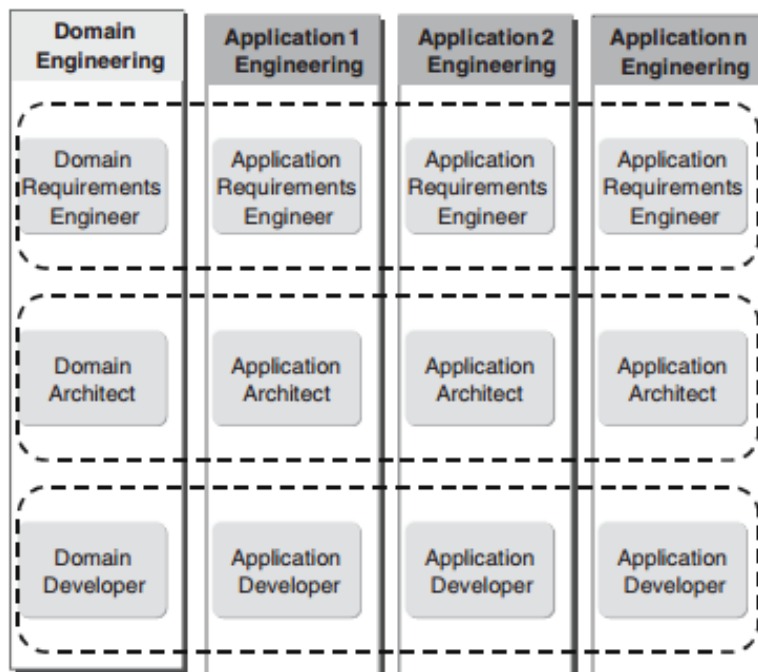 Domain
Engineering
Application 1
Engineering
Application 2
Engineering
Application n
Engineering
Domain
Requirements
Engineer
Application
Requirements
Engineer
Application
Requirements
Engineer
Application
Requirements
Engineer
Domain
Architect
Application
Architect
Application
Architect
Application
Architect
Domain
Developer
Application
Developer
Application
Developer
Application
Developer